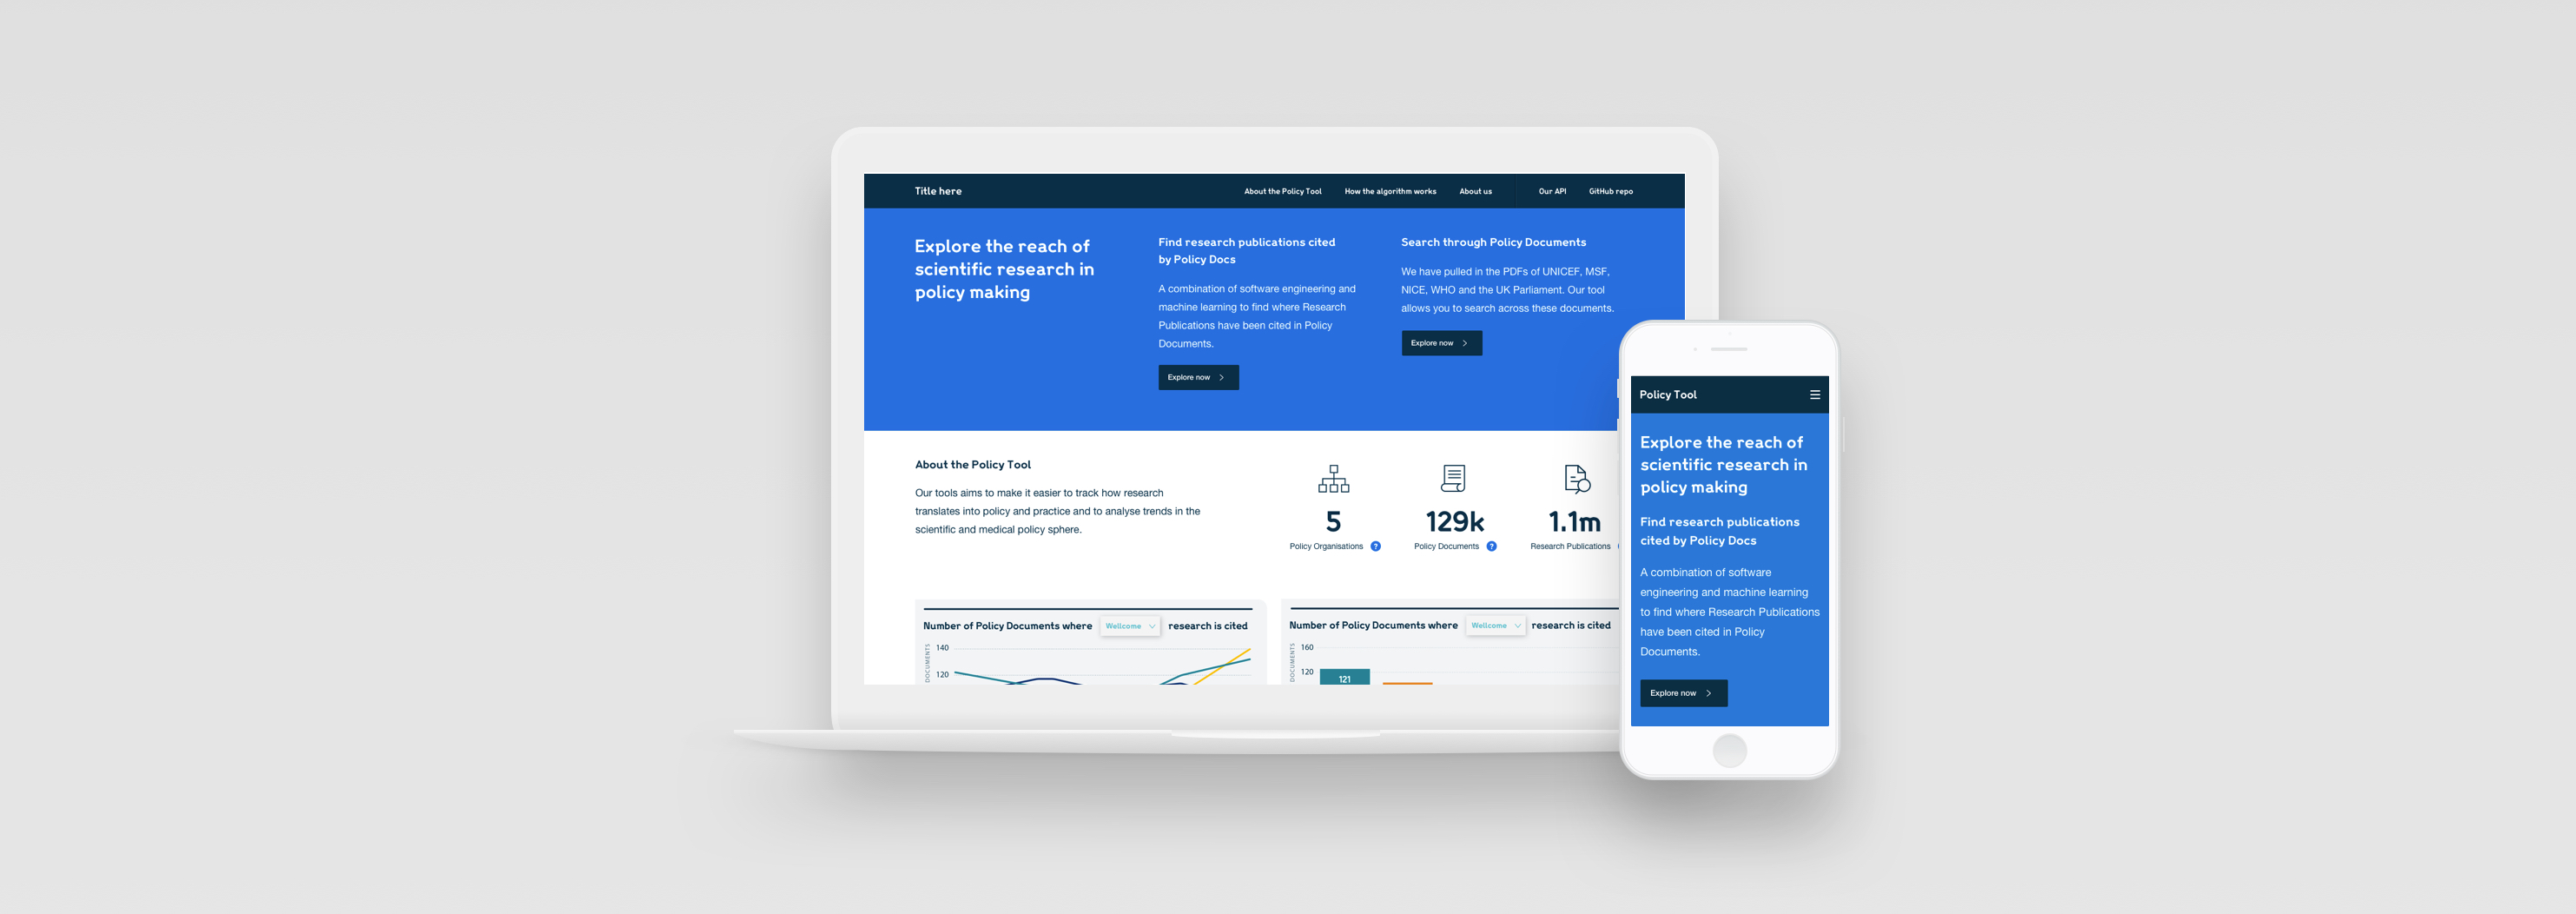 Title here
About the Policy Tool
How the algorithm works
About us
Our API
GitHub repo
Explore the reach of
scientific research in
policy making
Find research publications cited
by Policy Docs
A combination of software engineering and
machine learning to find where Research
Publications have been cited in Policy
Documents.
Explore now
Search through Policy Documents
We have pulled in the PDFs of UNICEF, MSF,
NICE, WHO and the UK Parliament. Our tool
allows you to search across these documents.
Explore now
About the Policy Tool
Our tools aims to make it easier to track how research
translates into policy and practice and to analyse trends in the
scientific and medical policy sphere.
5
Policy Organisations ?
129k
Policy Documents ?
1.1m
Research Publications
Number of Policy Documents where Wellcome research is cited
DOCUMENTS
140
120
Number of Policy Documents where Wellcome research is cited
DOCUMENTS
160
120
121
Policy Tool
Explore the reach of
scientific research in
policy making
Find research publications
cited by Policy Docs
A combination of software
engineering and machine learning
to find where Research Publications
have been cited in Policy
Documents.
Explore now